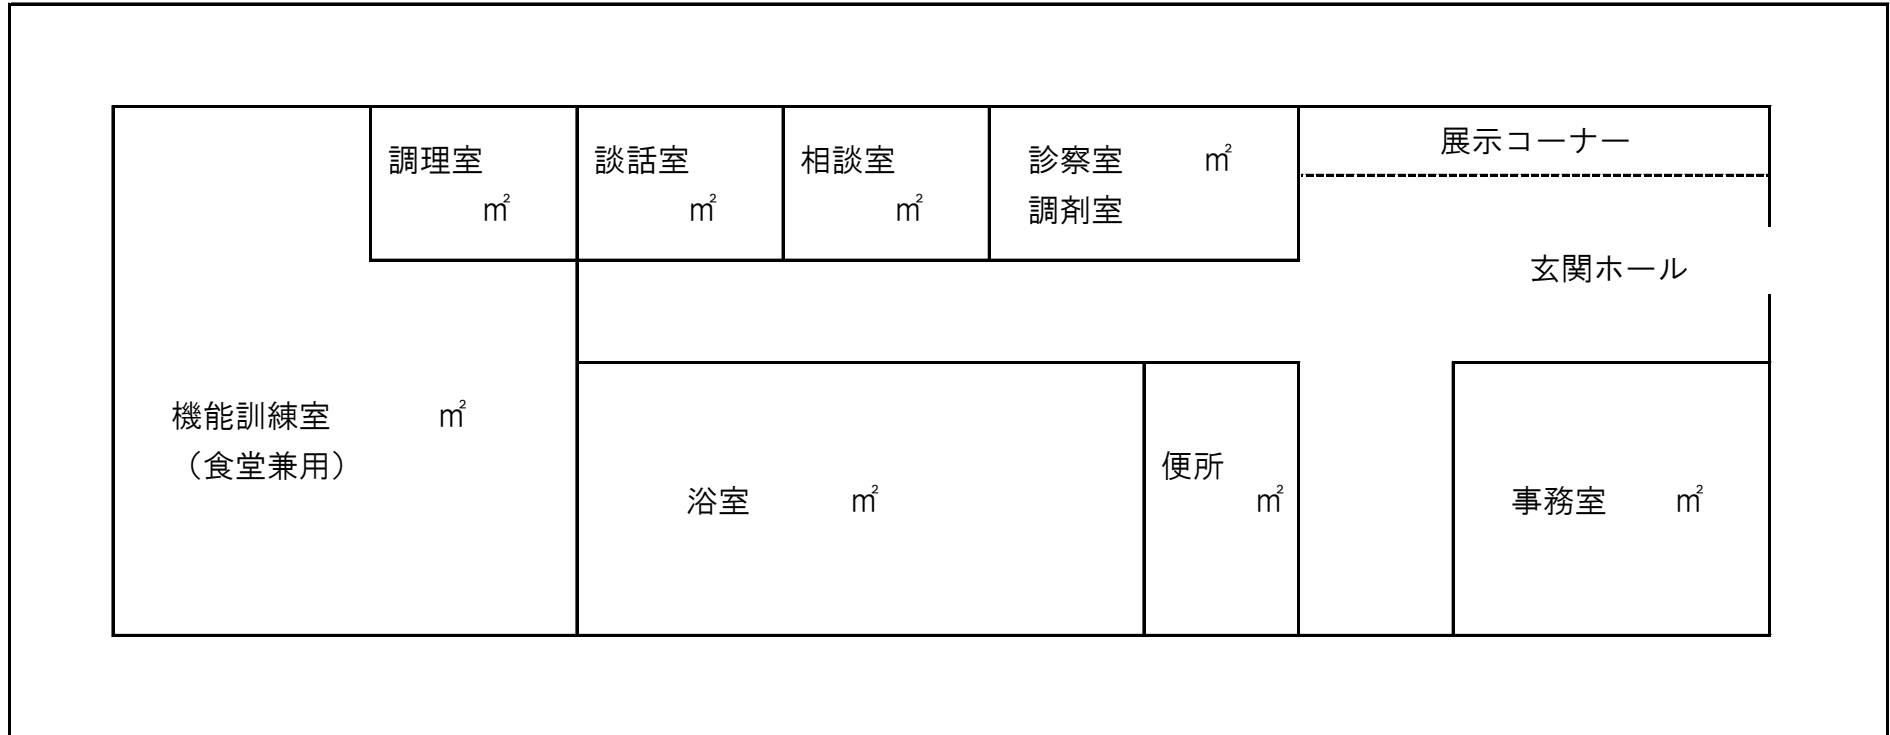 調理室
㎡
談話室
㎡
相談室
㎡
診察室 ㎡
調剤室
展示コーナー
玄関ホール
機能訓練室 ㎡
（食堂兼用）
浴室 ㎡
便所
㎡
事務室 ㎡